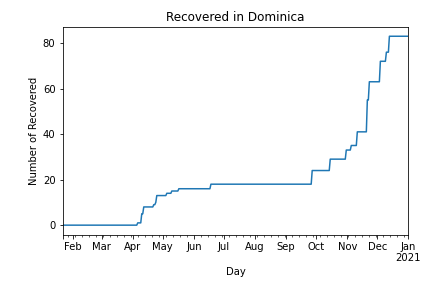 Recovered in Dominica
Number of Recovered
80
60
40
20
0
Feb Mar Apr May Jun Jul Aug Sep Oct Nov Dec Jan
2021
Day